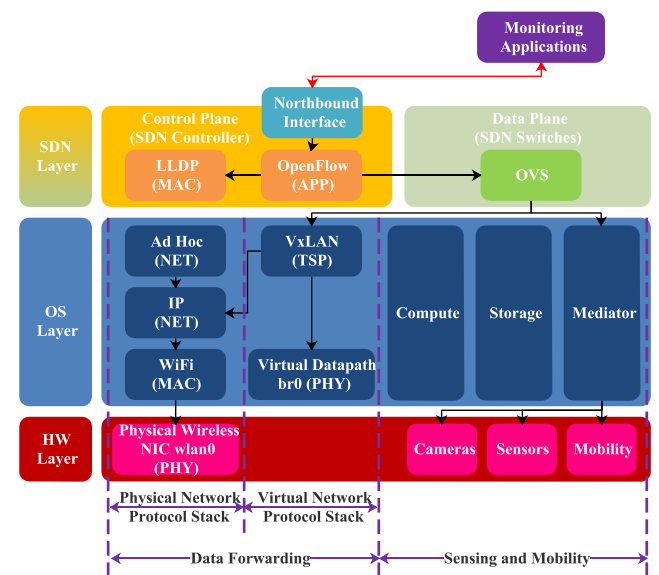 Monitoring
Applications
Control Plane
(SDN Controller)
Northbound
Interface
Data Plane
(SDN Switches)
SDN
Layer
LLDP
(MAC)
OpenFlow
(APP)
OVS
OS
Layer
Ad Hoc
(NET)
VxLAN
(TSP)
IP
(NET)
Compute
Storage
Mediator
WiFi
(MAC)
Virtual Datapath
br0 (PHY)
HW
Layer
Physical Wireless
NIC wlan0
(PHY)
Cameras
Sensors
Mobility
Physical Network
Protocol Stack
Virtual Network
Protocol Stack
Data Forwarding
Sensing and Mobility